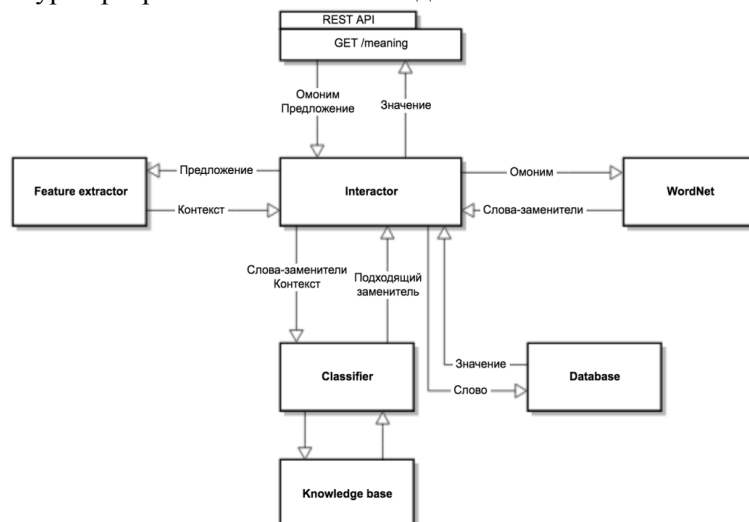 REST API
GET /meaning
Омоним
Предложение
Значение
Предложение
Омоним
Feature extractor
Interactor
WordNet
Контекст
Слова-заменители
Слова-заменители
Контекст
Подходящий
заменитель
Classifier
Значение
Database
Слово
Knowledge base